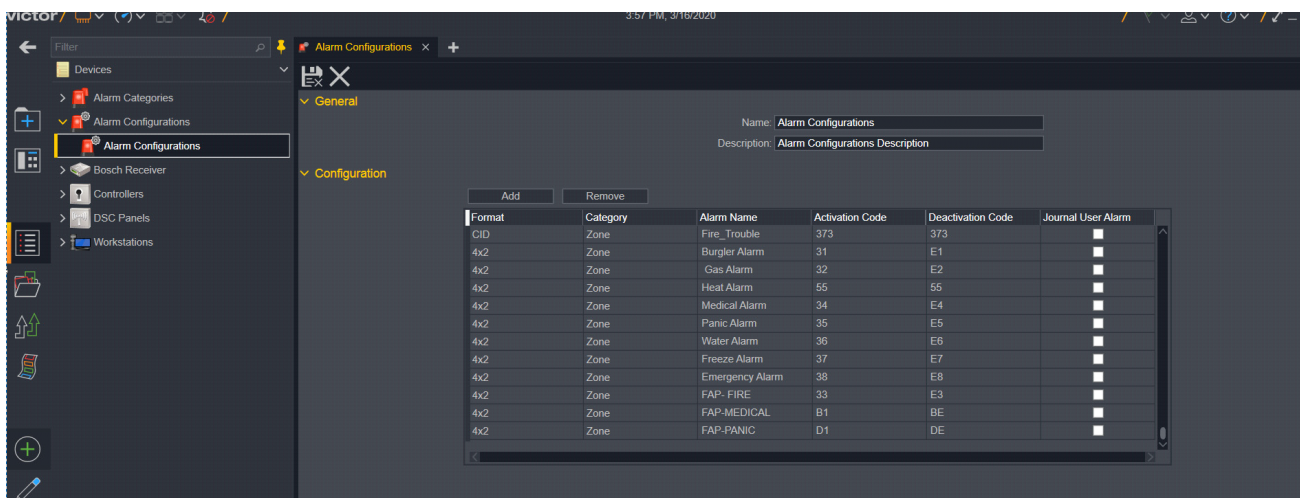 victor
3:57 PM, 3/16/2020
Filter
Alarm Configurations
Devices
Alarm Categories
General
Alarm Configurations
Name: Alarm Configurations
Alarm Configurations
Description: Alarm Configurations Description
Bosch Receiver
Configuration
Controllers
Add Remove
DSC Panels
Format Category Alarm Name Activation Code Deactivation Code Journal User Alarm
CID Zone Fire_Trouble 373 373
Workstations
4x2 Zone Burgler Alarm 31 E1
4x2 Zone Gas Alarm 32 E2
4x2 Zone Heat Alarm 55 55
4x2 Zone Medical Alarm 34 E4
4x2 Zone Panic Alarm 35 E5
4x2 Zone Water Alarm 36 E6
4x2 Zone Freeze Alarm 37 E7
4x2 Zone Emergency Alarm 38 E8
4x2 Zone FAP- FIRE 33 E3
4x2 Zone FAP-MEDICAL B1 BE
4x2 Zone FAP-PANIC D1 DE